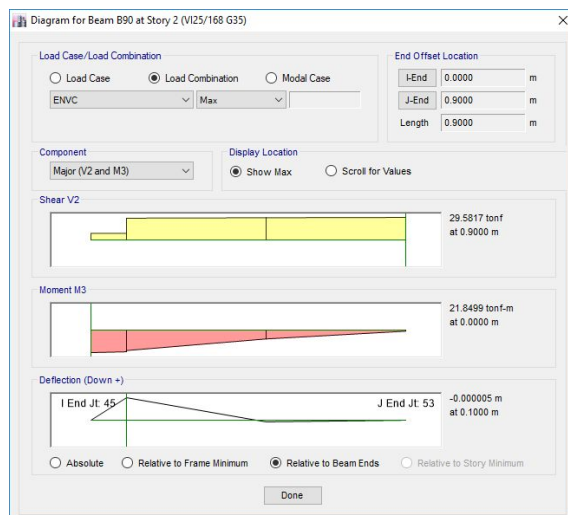 Diagram for Beam B90 at Story 2 (VI25/168 G35)
Load Case/Load Combination
Load Case
Load Combination
Modal Case
ENVC
Max
End Offset Location
I-End 0.0000 m
J-End 0.9000 m
Length 0.9000 m
Component
Major (V2 and M3)
Display Location
Show Max
Scroll for Values
Shear V2
29.5817 tonf
at 0.9000 m
Moment M3
21.8499 tonf-m
at 0.0000 m
Deflection (Down +)
I End Jt: 45
J End Jt: 53
-0.000005 m
at 0.1000 m
Absolute
Relative to Frame Minimum
Relative to Beam Ends
Relative to Story Minimum
Done